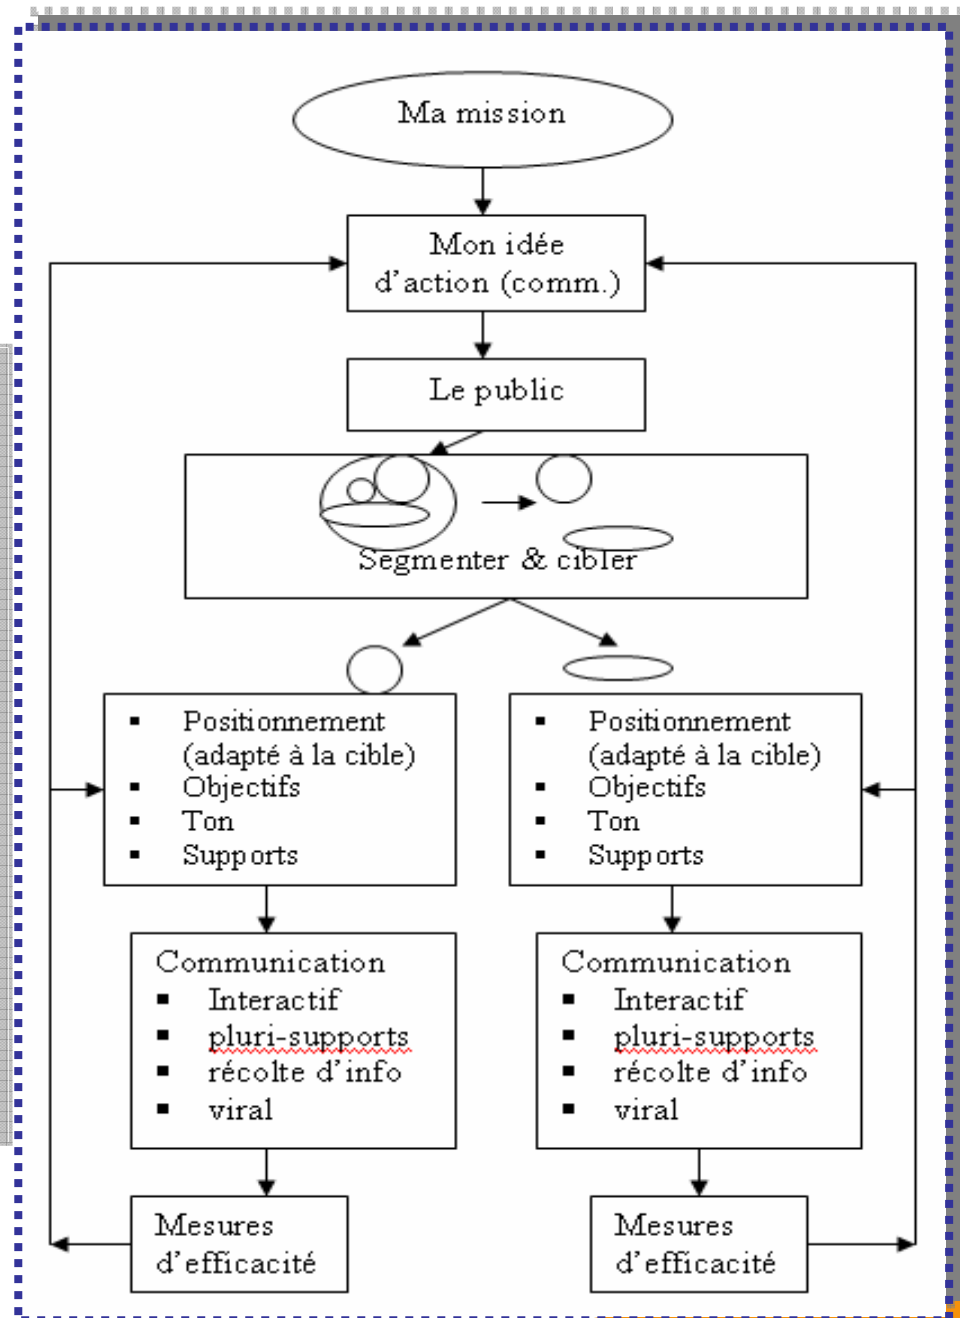 Ma mission
Mon idée
d'action (comm.)
Le public
Segmenter & cibler
▪ Positionnement
(adapté à la cible)
▪ Objectifs
▪ Ton
▪ Supports
▪ Positionnement
(adapté à la cible)
▪ Objectifs
▪ Ton
▪ Supports
Communication
▪ Interactif
▪ pluri-supports
▪ récolte d'info
▪ viral
Communication
▪ Interactif
▪ pluri-supports
▪ récolte d'info
▪ viral
Mesures
d'efficacité
Mesures
d'efficacité